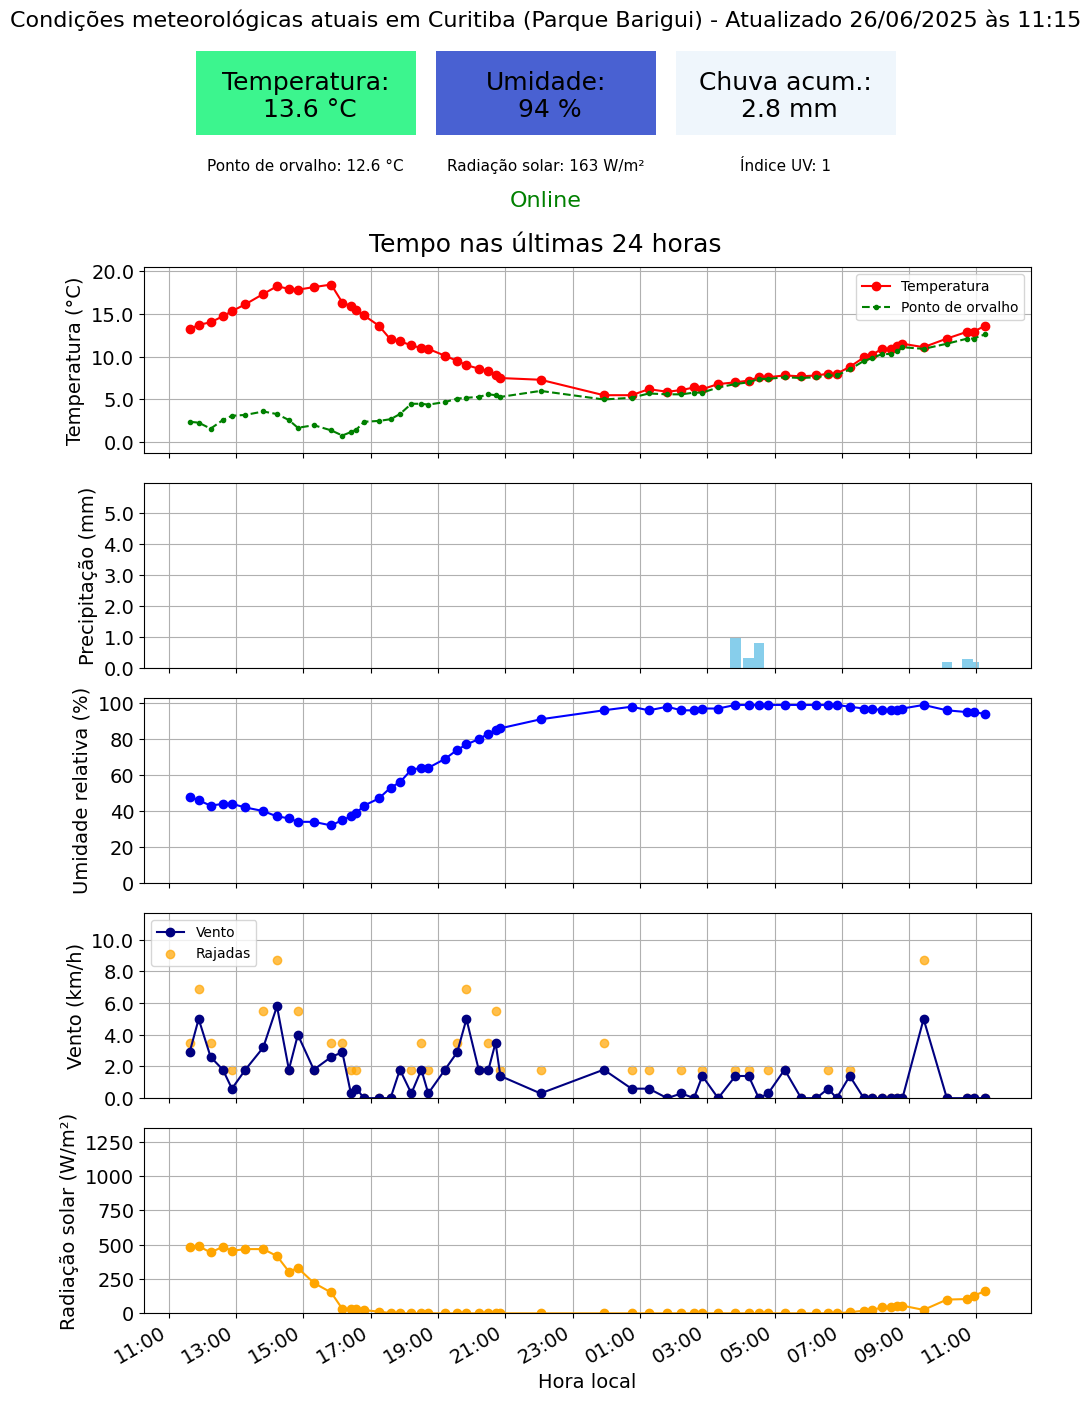 Condições meteorológicas atuais em Curitiba (Parque Barigui) - Atualizado 26/06/2025 às 11:15
Temperatura:
13.6 °C
Umidade:
94 %
Chuva acum.:
2.8 mm
Ponto de orvalho: 12.6 °C
Radiação solar: 163 W/m²
Índice UV: 1
Online
Tempo nas últimas 24 horas
Temperatura (°C)
20.0
15.0
10.0
5.0
0.0
Temperatura
Ponto de orvalho
Precipitação (mm)
5.0
4.0
3.0
2.0
1.0
0.0
Umidade relativa (%)
100
80
60
40
20
0
Vento (km/h)
10.0
8.0
6.0
4.0
2.0
0.0
Vento
Rajadas
Radiação solar (W/m²)
1250
1000
750
500
250
0
11:00
13:00
15:00
17:00
19:00
21:00
23:00
01:00
03:00
05:00
07:00
09:00
11:00
Hora local